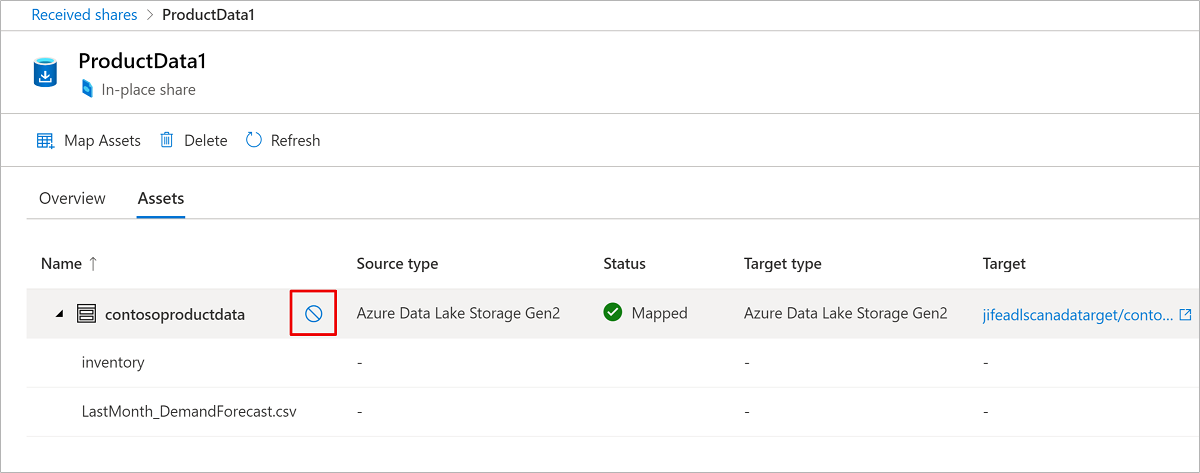 Received shares > ProductData1
ProductData1
In-place share
Map Assets Delete Refresh
Overview Assets
Name ↑ Source type Status Target type Target
contosoproductdata Azure Data Lake Storage Gen2 Mapped Azure Data Lake Storage Gen2 jifeadlscanadatarget/conto...
inventory - - -
LastMonth_DemandForecast.csv - - -